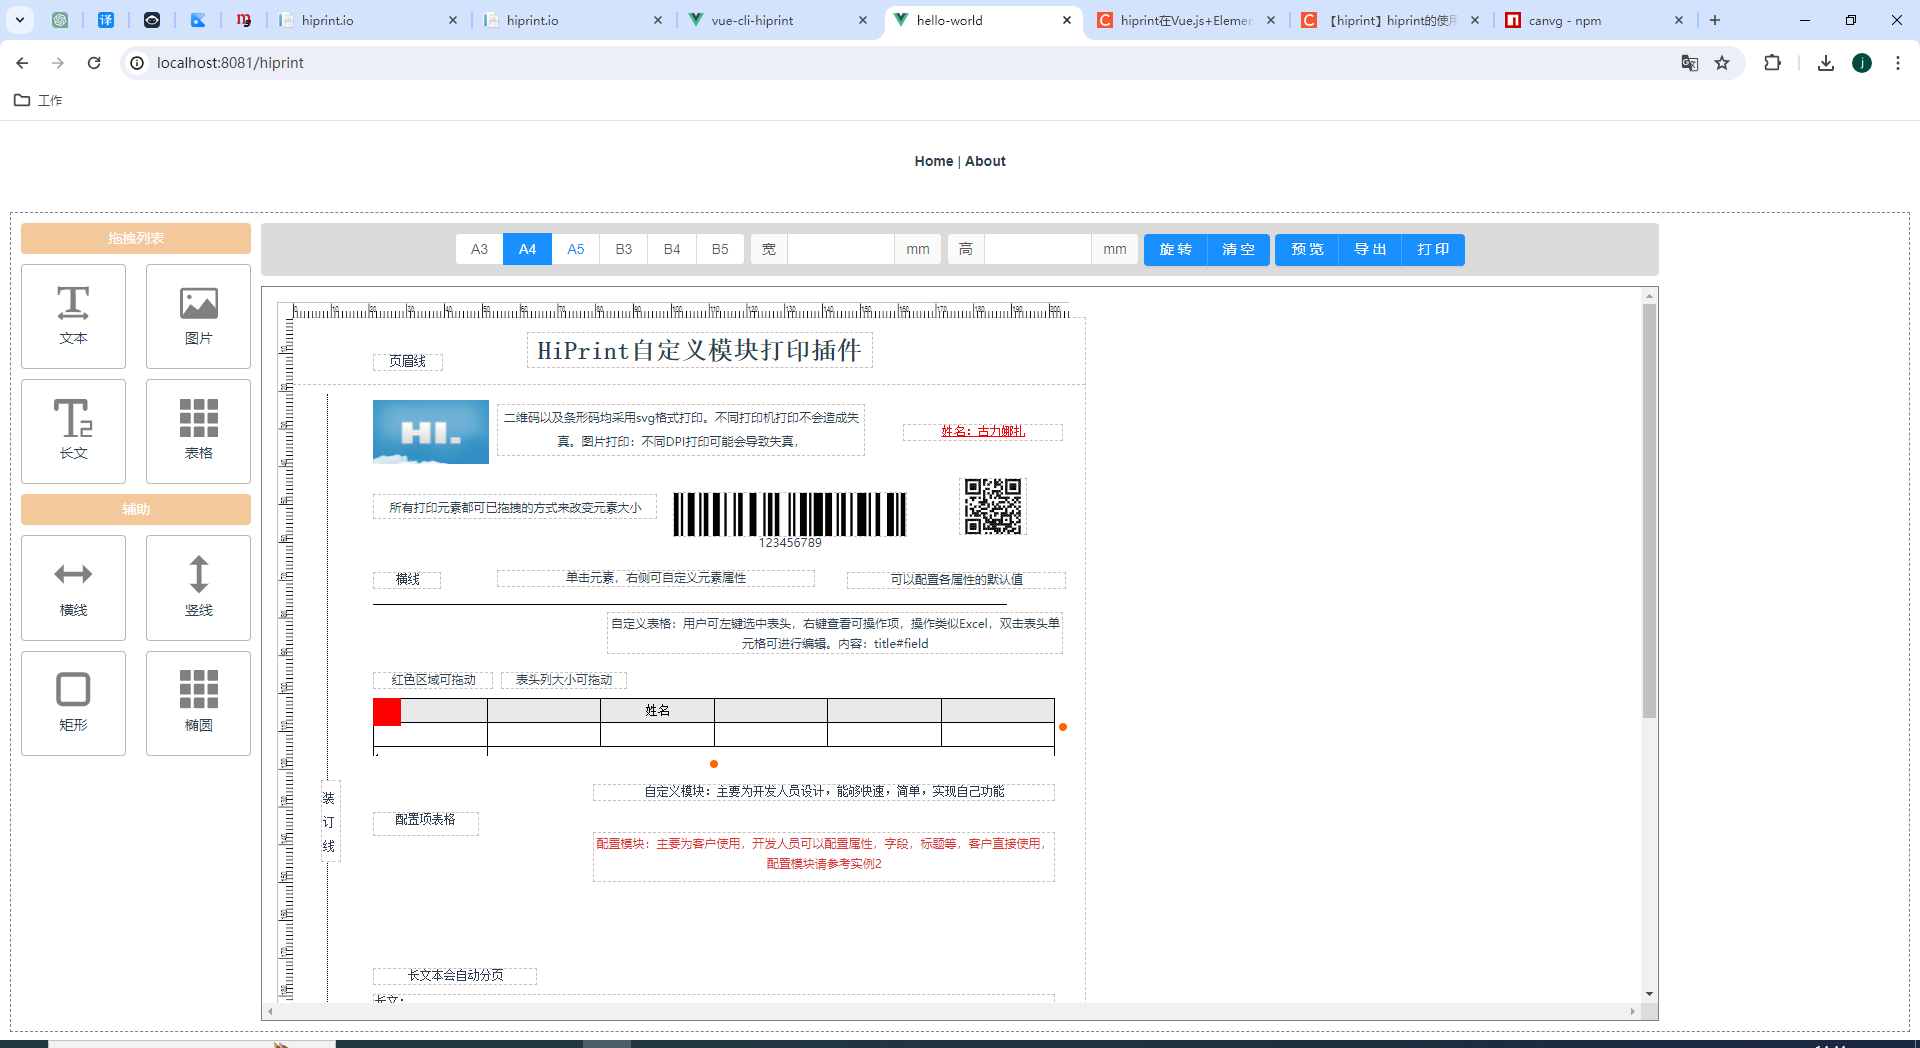 hiprint.io
hiprint.io
vue-cli-hiprint
hello-world
hiprint在Vue.js+Elemen
【hiprint】hiprint的使用
canvg - npm
localhost:8081/hiprint
j
工作
Home | About
拖拽列表
文本
图片
长文
表格
辅助
横线
竖线
矩形
椭圆
A3
A4
A5
B3
B4
B5
宽
mm
高
mm
旋转
清空
预览
导出
打印
HiPrint自定义模块打印插件
页眉线
HI.
二维码以及条形码均采用svg格式打印。不同打印机打印不会造成失
真。图片打印：不同DPI打印可能会导致失真，
姓名：古力娜扎
所有打印元素都可已拖拽的方式来改变元素大小
123456789
横线
单击元素，右侧可自定义元素属性
可以配置各属性的默认值
自定义表格：用户可左键选中表头，右键查看可操作项，操作类似Excel，双击表头单
元格可进行编辑。内容：title#field
红色区域可拖动
表头列大小可拖动
姓名
自定义模块：主要为开发人员设计，能够快速，简单，实现自己功能
装
订
线
配置项表格
配置模块：主要为客户使用，开发人员可以配置属性，字段，标题等，客户直接使用，
配置模块请参考实例2
长文本会自动分页
长文：